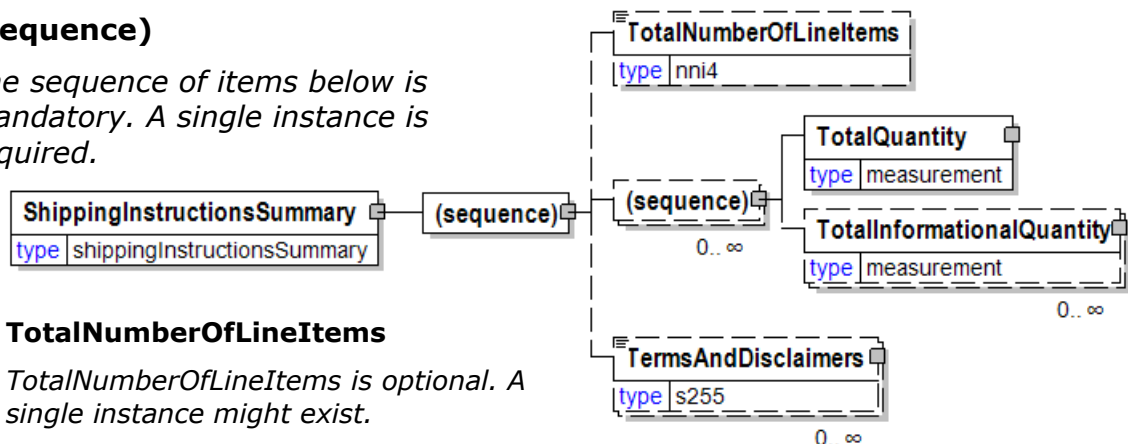 equence)
e sequence of items below is
andatory. A single instance is
quired.
TotalNumberOfLineItems
type nni4
TotalQuantity
type measurement
(sequence)
0.. ∞
TotalInformationalQuantity
type measurement
0.. ∞
ShippingInstructionsSummary
type shippingInstructionsSummary
(sequence)
TotalNumberOfLineItems
TotalNumberOfLineItems is optional. A
single instance might exist.
TermsAndDisclaimers
type s255
0.. ∞